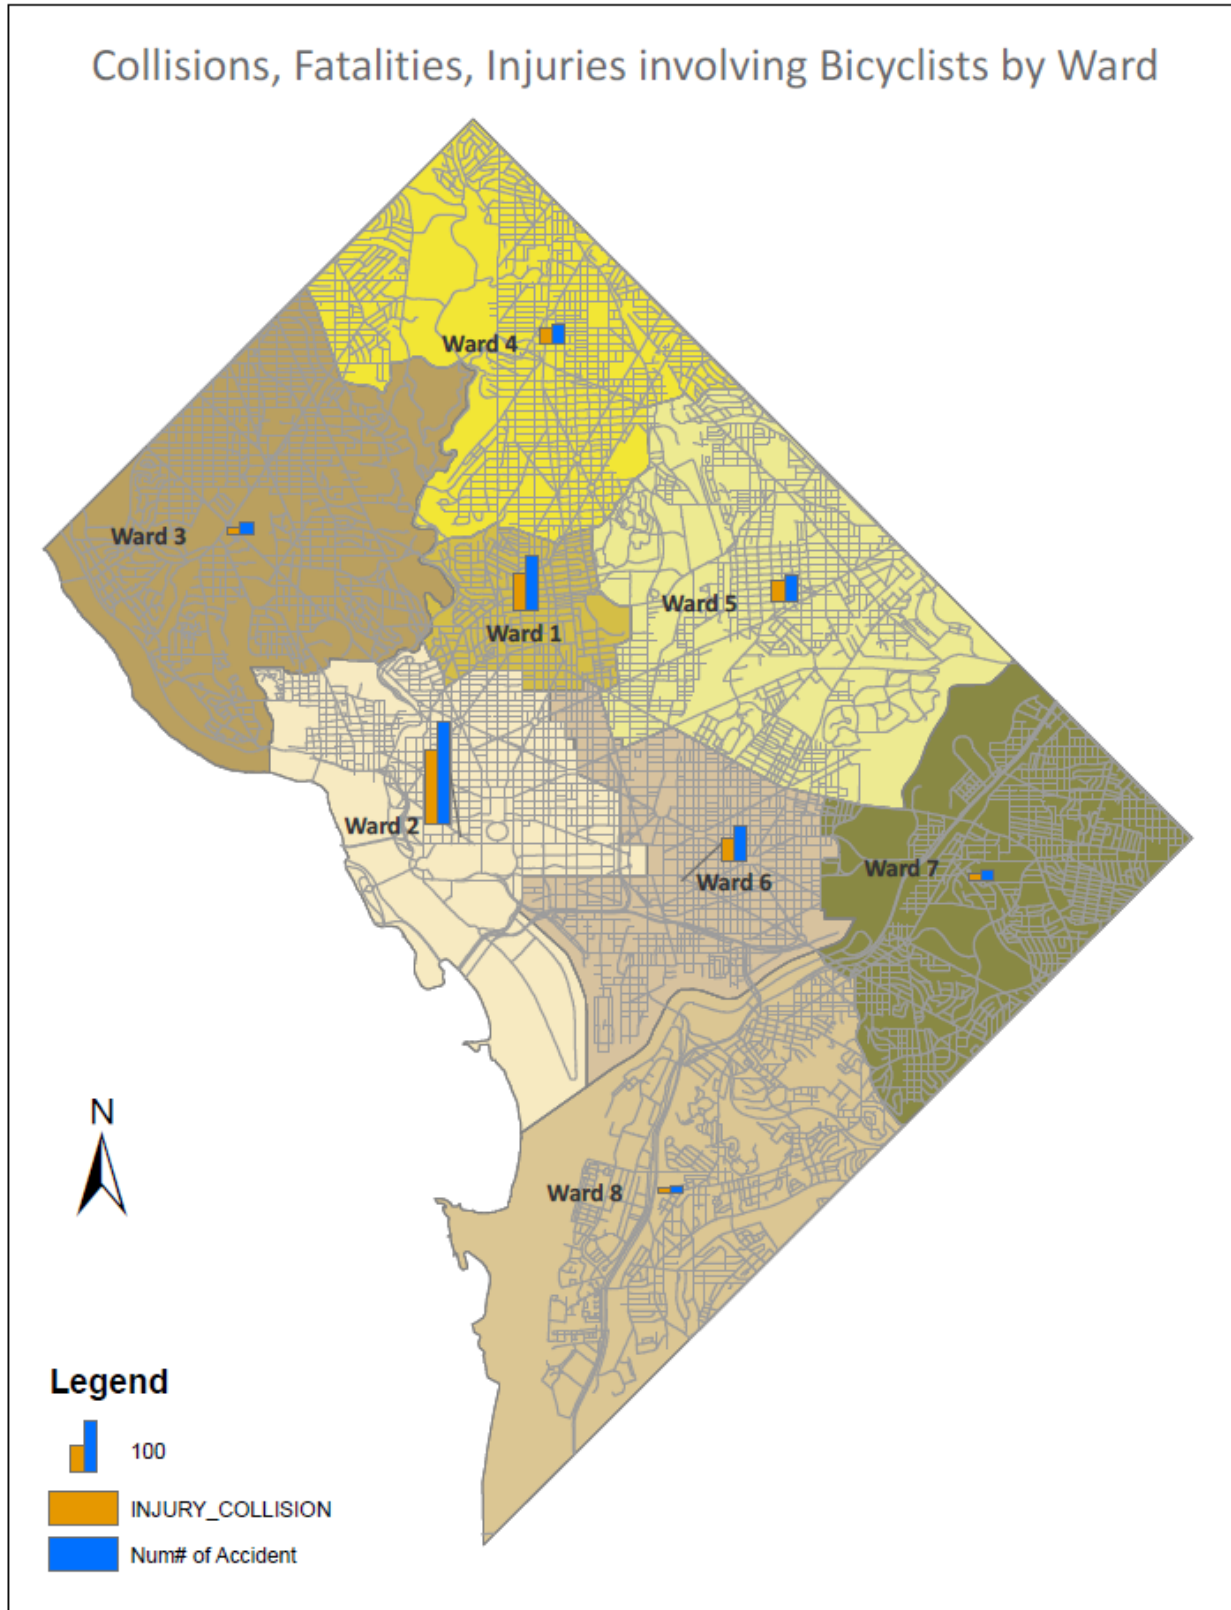 Collisions, Fatalities, Injuries involving Bicyclists by Ward
Ward 4
Ward 3
Ward 5
Ward 1
Ward 2
Ward 7
Ward 6
N
Ward 8
Legend
100
INJURY_COLLISION
Num# of Accident